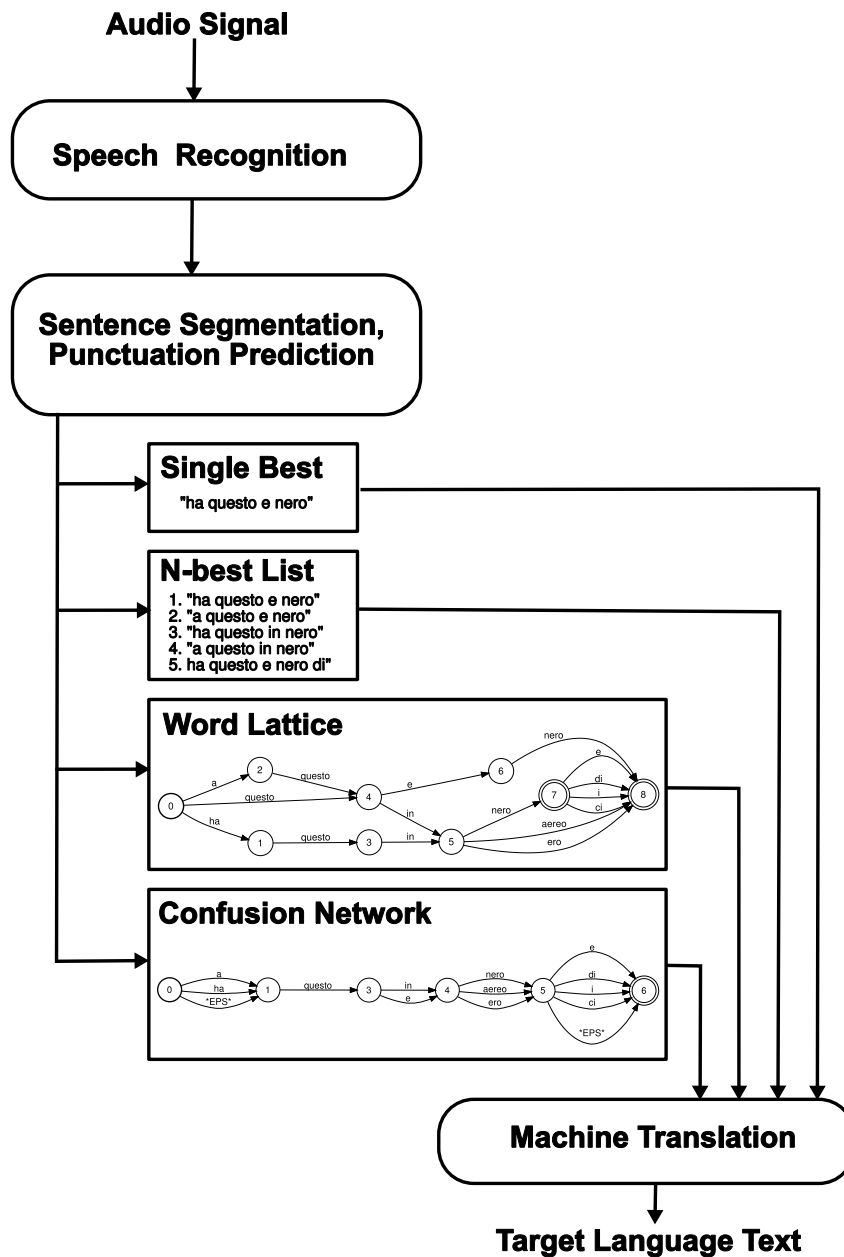 Audio Signal
Speech Recognition
Sentence Segmentation,
Punctuation Prediction
Single Best
"ha questo e nero"
N-best List
1. "ha questo e nero"
2. "a questo e nero"
3. "ha questo in nero"
4. "a questo in nero"
5. ha questo e nero di"
Word Lattice
0 a 2 questo 4 e 6 nero
questo
ha 1 questo 3 in 5
in
nero 7 e 8
di
i
ci
aereo
ero
Confusion Network
0 a 1 questo 3 in 4 nero 5 e 6
ha e aereo di
*EPS* ero i
ci
*EPS*
Machine Translation
Target Language Text